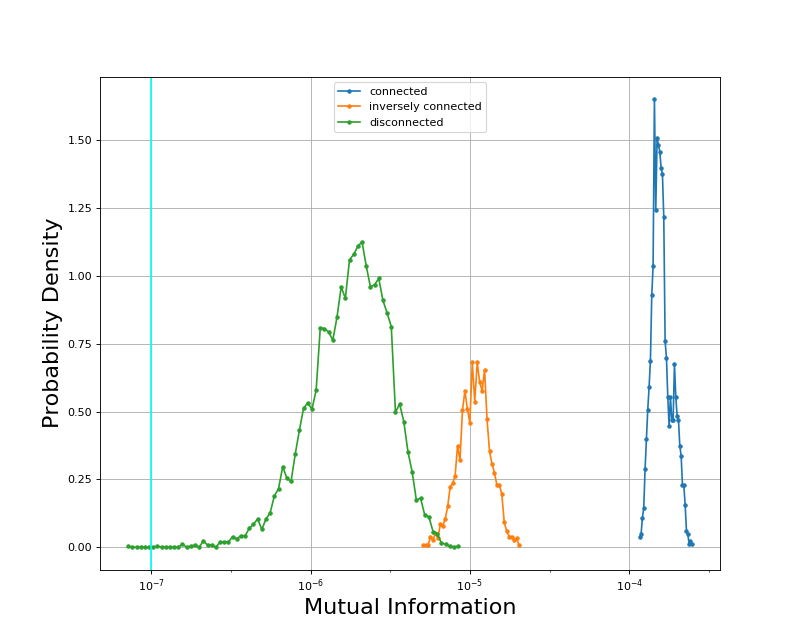 connected
inversely connected
disconnected
Probability Density
1.50
1.25
1.00
0.75
0.50
0.25
0.00
10⁻⁷ 10⁻⁶ 10⁻⁵ 10⁻⁴
Mutual Information